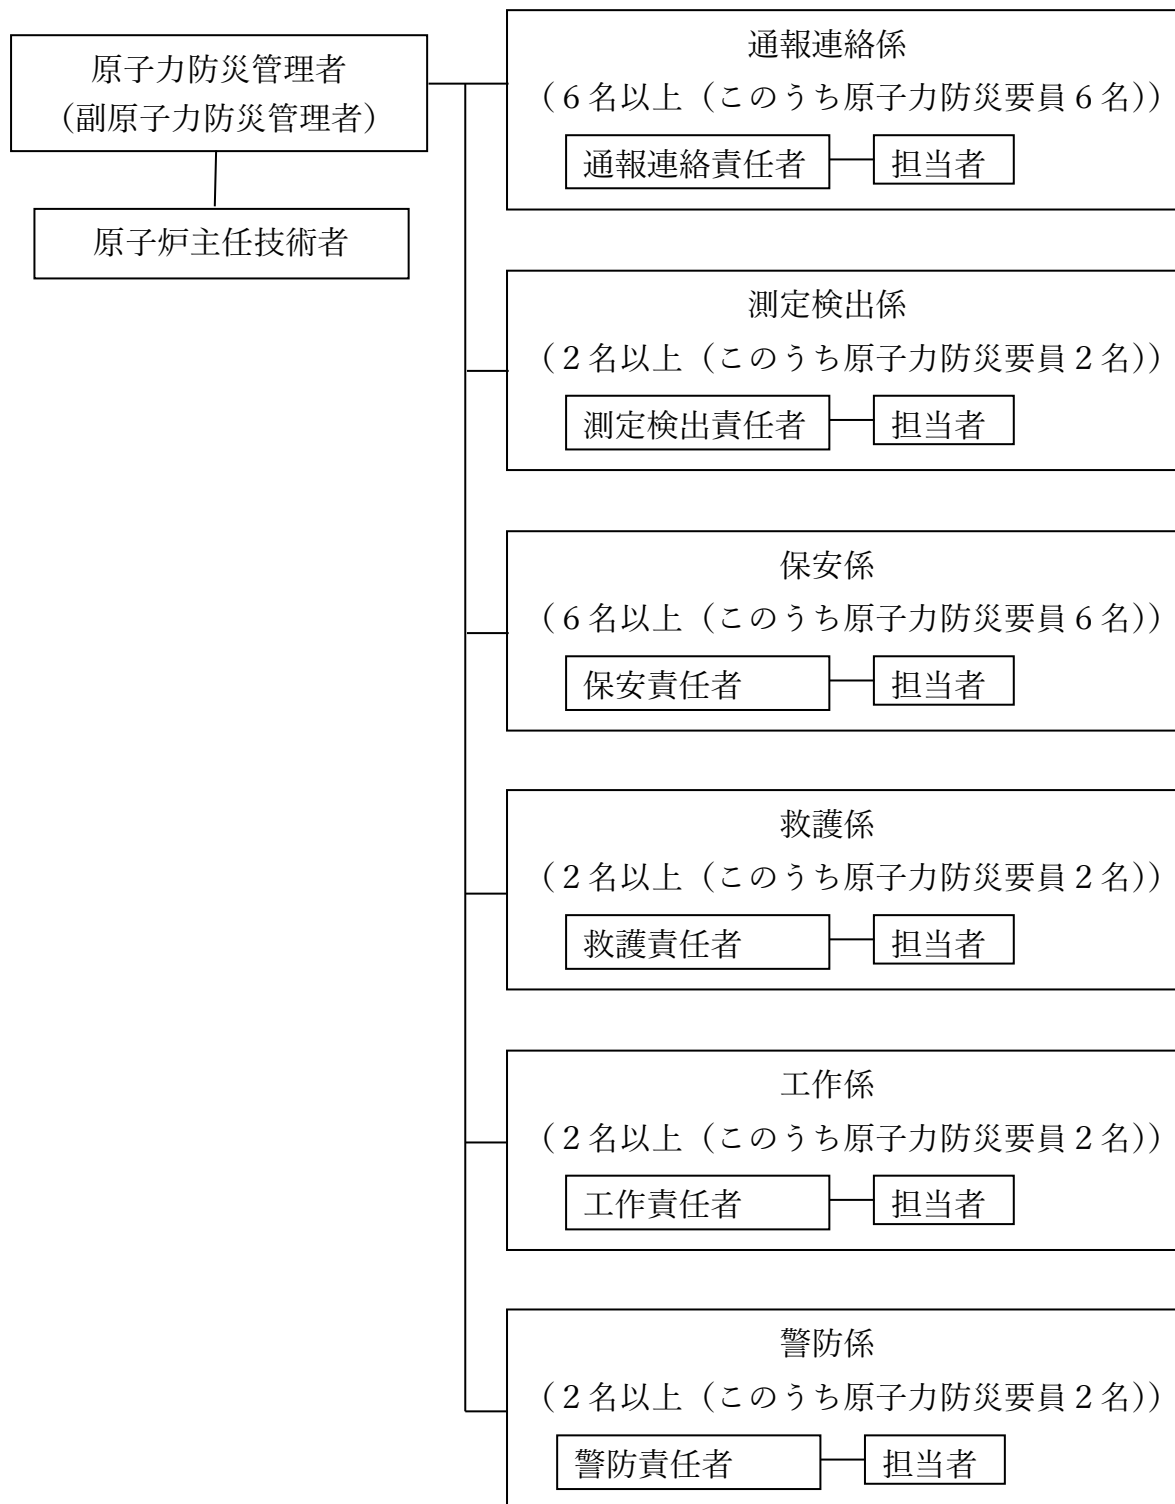 原子力防災管理者
（副原子力防災管理者）
原子炉主任技術者
通報連絡係
（６名以上（このうち原子力防災要員６名））
通報連絡責任者
担当者
測定検出係
（２名以上（このうち原子力防災要員２名））
測定検出責任者
担当者
保安係
（６名以上（このうち原子力防災要員６名））
保安責任者
担当者
救護係
（２名以上（このうち原子力防災要員２名））
救護責任者
担当者
工作係
（２名以上（このうち原子力防災要員２名））
工作責任者
担当者
警防係
（２名以上（このうち原子力防災要員２名））
警防責任者
担当者